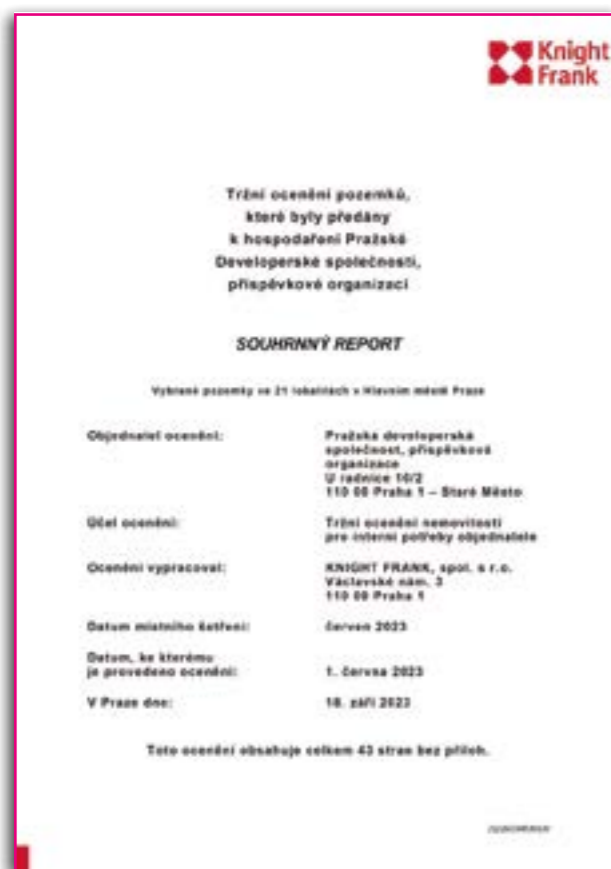 Knight
Frank
Tržní ocenění pozemků,
které byly předány
k hospodaření Pražské
Developerské společnosti,
příspěvkové organizaci
SOUHRNNÝ REPORT
Vybrané pozemky ve 21 lokalitách v Hlavním městě Praze
Objednatel ocenění:
Pražská developerská
společnost, příspěvková
organizace
U radnice 10/2
110 00 Praha 1 – Staré Město
Účel ocenění:
Tržní ocenění nemovitostí
pro interní potřeby objednatele
Ocenění vypracoval:
KNIGHT FRANK, spol. s r.o.
Václavské nám. 3
110 00 Praha 1
Datum místního šetření:
červen 2023
Datum, ke kterému
je provedeno ocenění:
1. června 2023
V Praze dne:
18. září 2023
Toto ocenění obsahuje celkem 43 stran bez příloh.